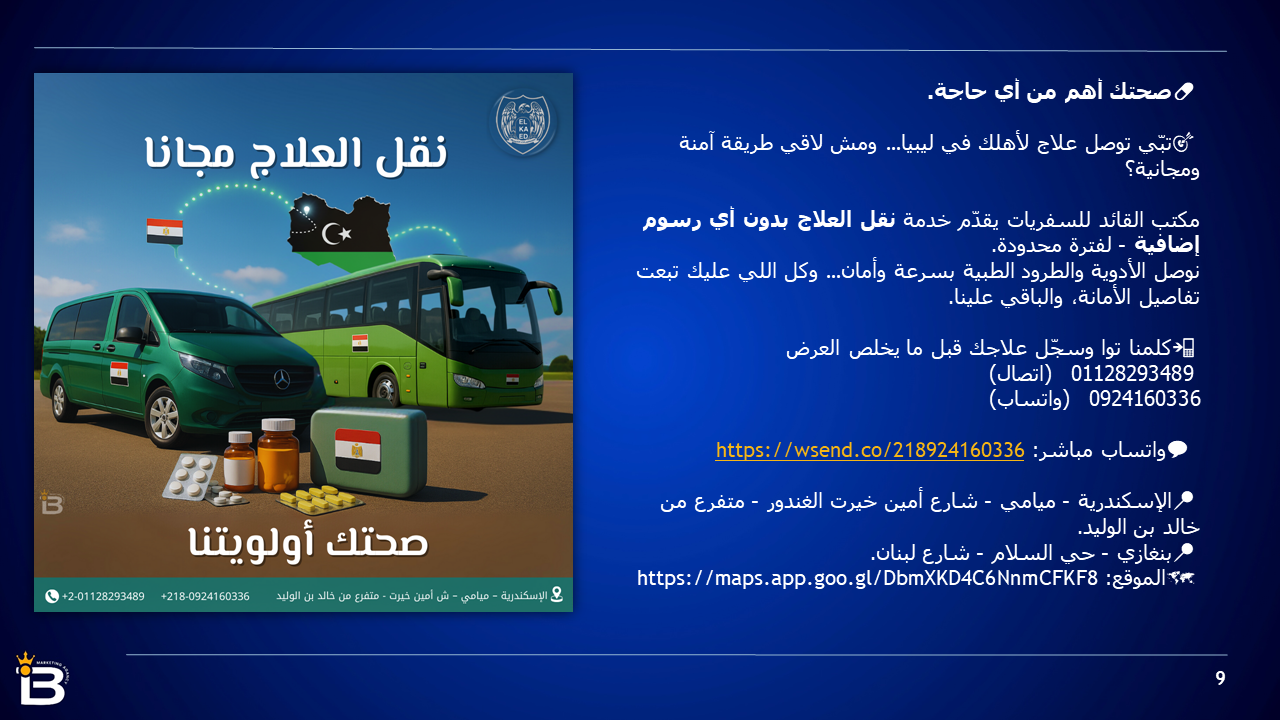 نقل العلاج مجانا
EL
KA
ED
صحتك أولويتنا
+2-01128293489
+218-0924160336
الإسكندرية – ميامي – ش أمين خيرت - متفرع من خالد بن الوليد
صحتك أهم من أي حاجة.
تبّي توصل علاج لأهلك في ليبيا... ومش لاقي طريقة آمنة
ومجانية؟
مكتب القائد للسفريات يقدّم خدمة نقل العلاج بدون أي رسوم
إضافية - لفترة محدودة.
نوصل الأدوية والطرود الطبية بسرعة وأمان... وكل اللي عليك تبعت
تفاصيل الأمانة، والباقي علينا.
كلمنا توا وسجّل علاجك قبل ما يخلص العرض
01128293489 (اتصال)
0924160336 (واتساب)
واتساب مباشر: https://wsend.co/218924160336
الإسكندرية - ميامي - شارع أمين خيرت الغندور - متفرع من
خالد بن الوليد.
بنغازي - حي السلام - شارع لبنان.
الموقع: https://maps.app.goo.gl/DbmXKD4C6NnmCFKF8
B
MARKETING AGENCY
9